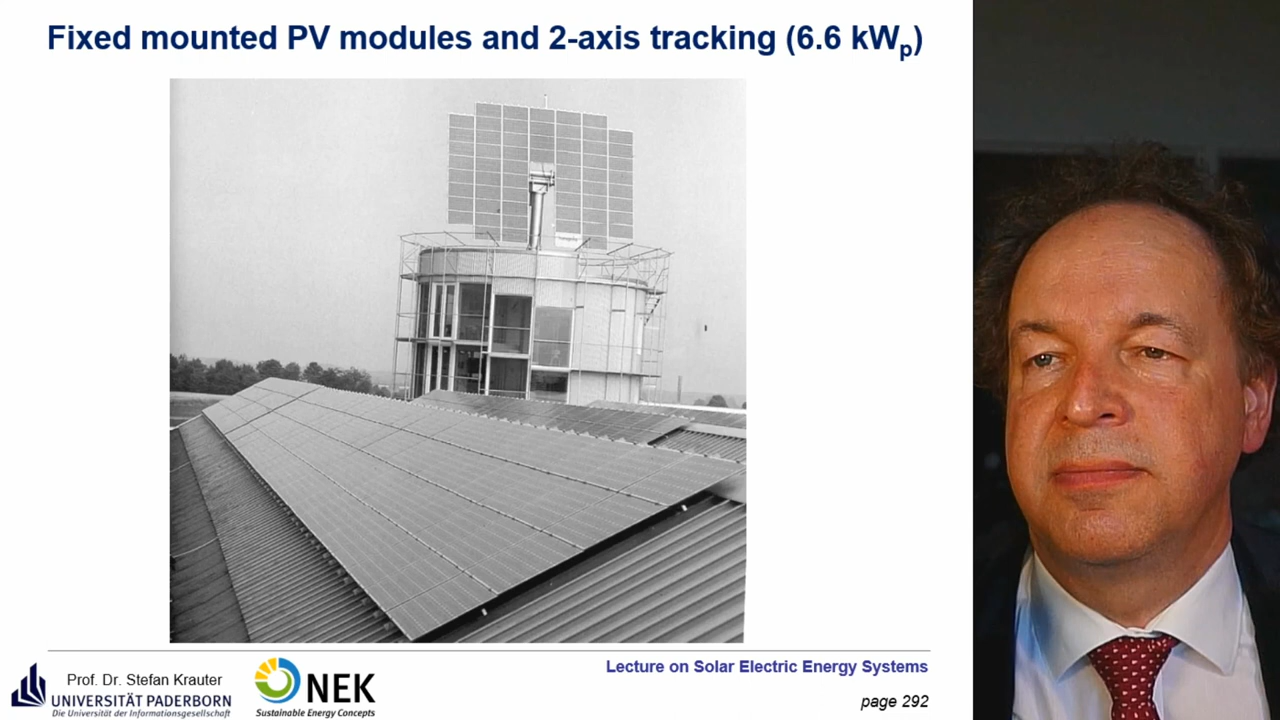 Fixed mounted PV modules and 2-axis tracking (6.6 kWp)
Prof. Dr. Stefan Krauter
UNIVERSITÄT PADERBORN
Die Universität der Informationsgesellschaft
NEK
Sustainable Energy Concepts
Lecture on Solar Electric Energy Systems
page 292